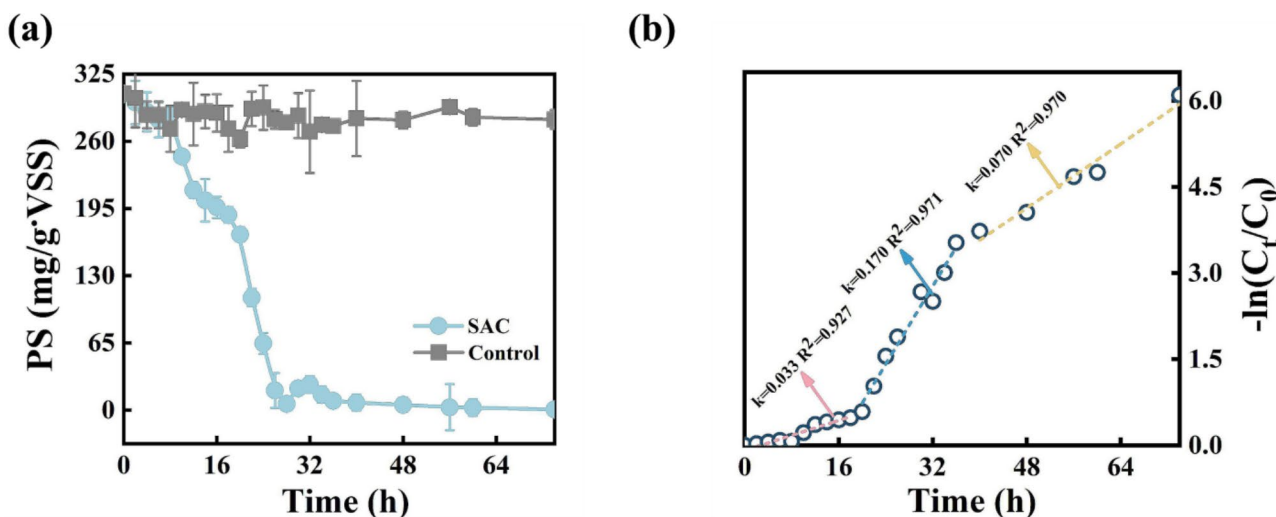 (a)
(b)
325
260
195
130
65
0
PS (mg/g·VSS)
SAC
Control
0
16
32
48
64
Time (h)
k=0.033 R²=0.927
k=0.170 R²=0.971
k=0.070 R²=0.970
6.0
4.5
3.0
1.5
0.0
-ln(Cₜ/C₀)
0
16
32
48
64
Time (h)